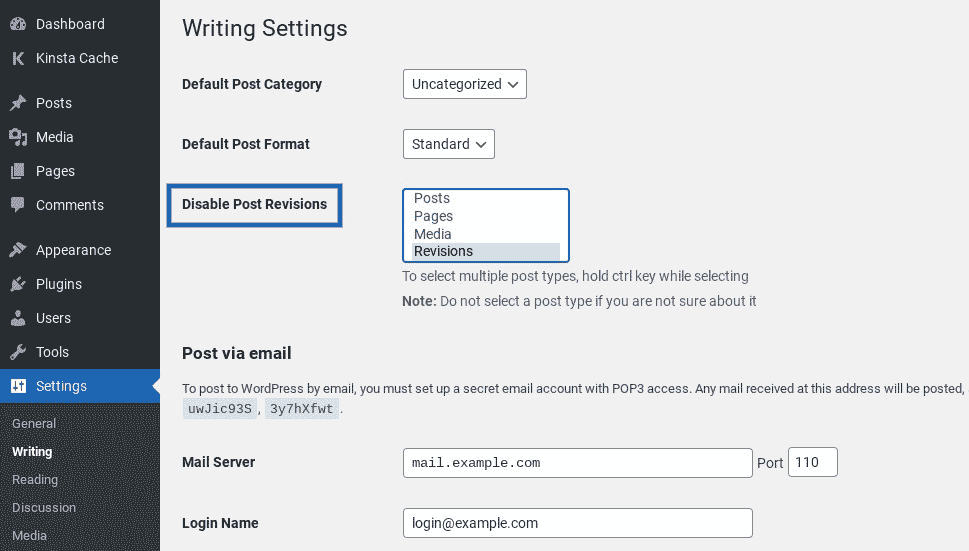 Dashboard
Kinsta Cache
Posts
Media
Pages
Comments
Appearance
Plugins
Users
Tools
Settings
General
Writing
Reading
Discussion
Media
Writing Settings
Default Post Category
Uncategorized
Default Post Format
Standard
Disable Post Revisions
Posts
Pages
Media
Revisions
To select multiple post types, hold ctrl key while selecting
Note: Do not select a post type if you are not sure about it
Post via email
To post to WordPress by email, you must set up a secret email account with POP3 access. Any mail received at this address will be posted,
uwJic93S , 3y7hXfwt .
Mail Server
mail.example.com
Port
110
Login Name
login@example.com